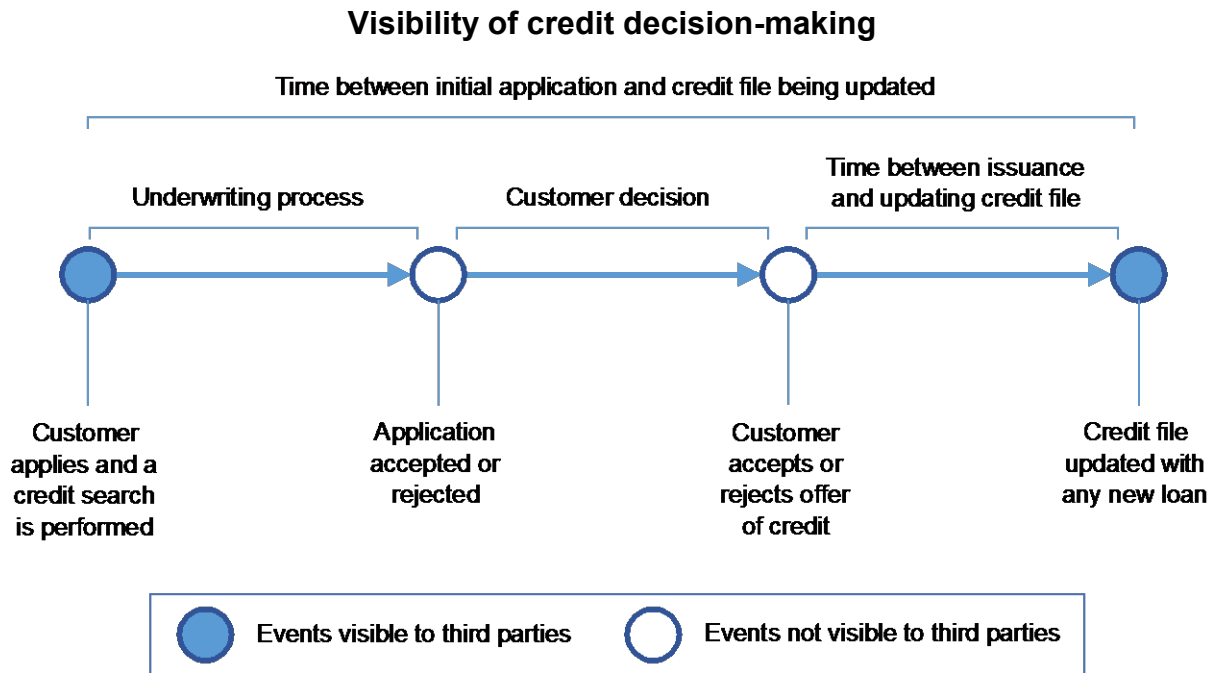 Visibility of credit decision-making
Time between initial application and credit file being updated
Underwriting process
Customer decision
Time between issuance
and updating credit file
Customer
applies and a
credit search
is performed
Application
accepted or
rejected
Customer
accepts or
rejects offer
of credit
Credit file
updated with
any new loan
Events visible to third parties
Events not visible to third parties